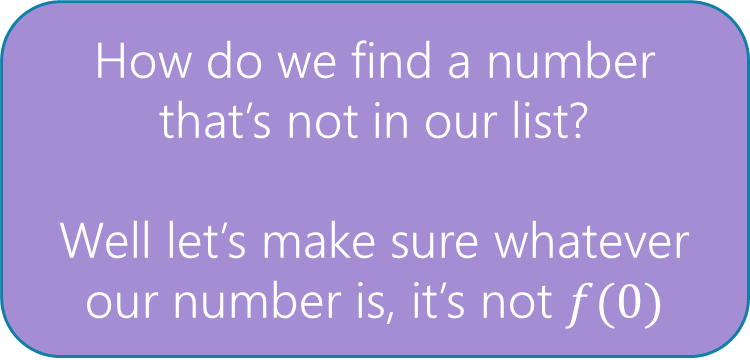 How do we find a number
that's not in our list?
Well let's make sure whatever
our number is, it's not 𝑓(0)